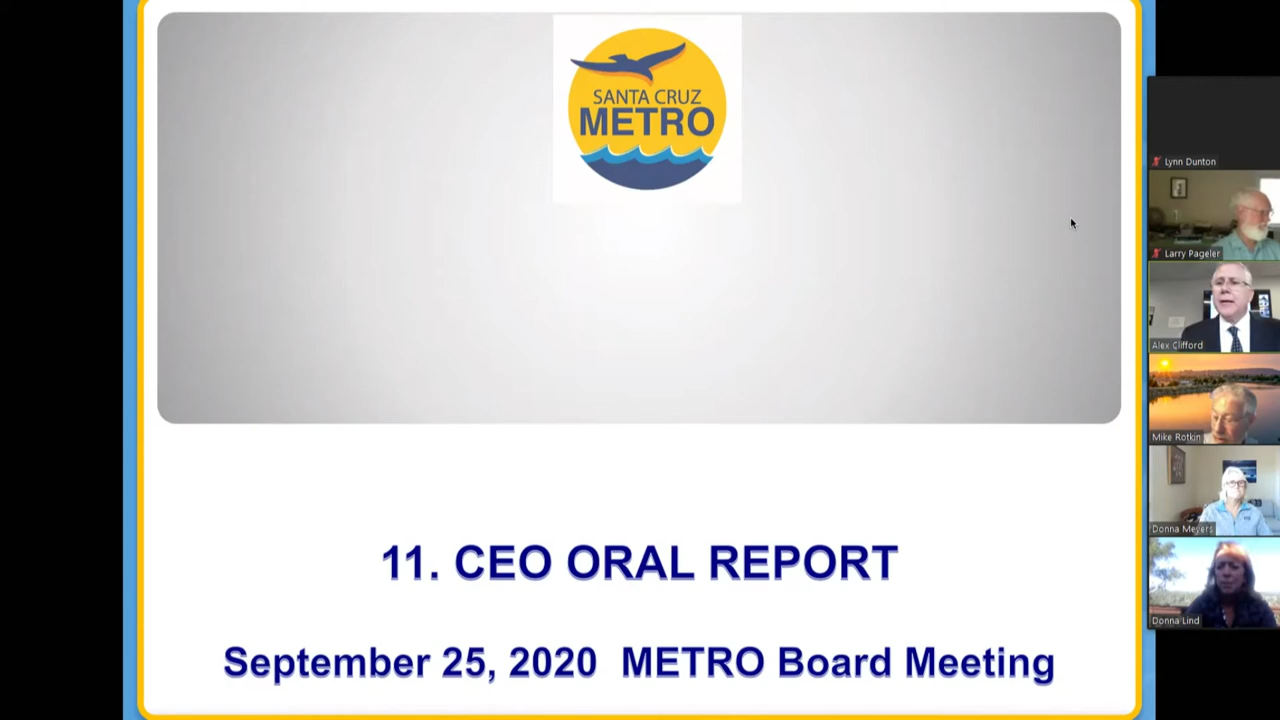 SANTA CRUZ
METRO
11. CEO ORAL REPORT
September 25, 2020 METRO Board Meeting
Lynn Dunton
Larry Pageler
Alex Clifford
Mike Rotkin
Donna Meyers
Donna Lind